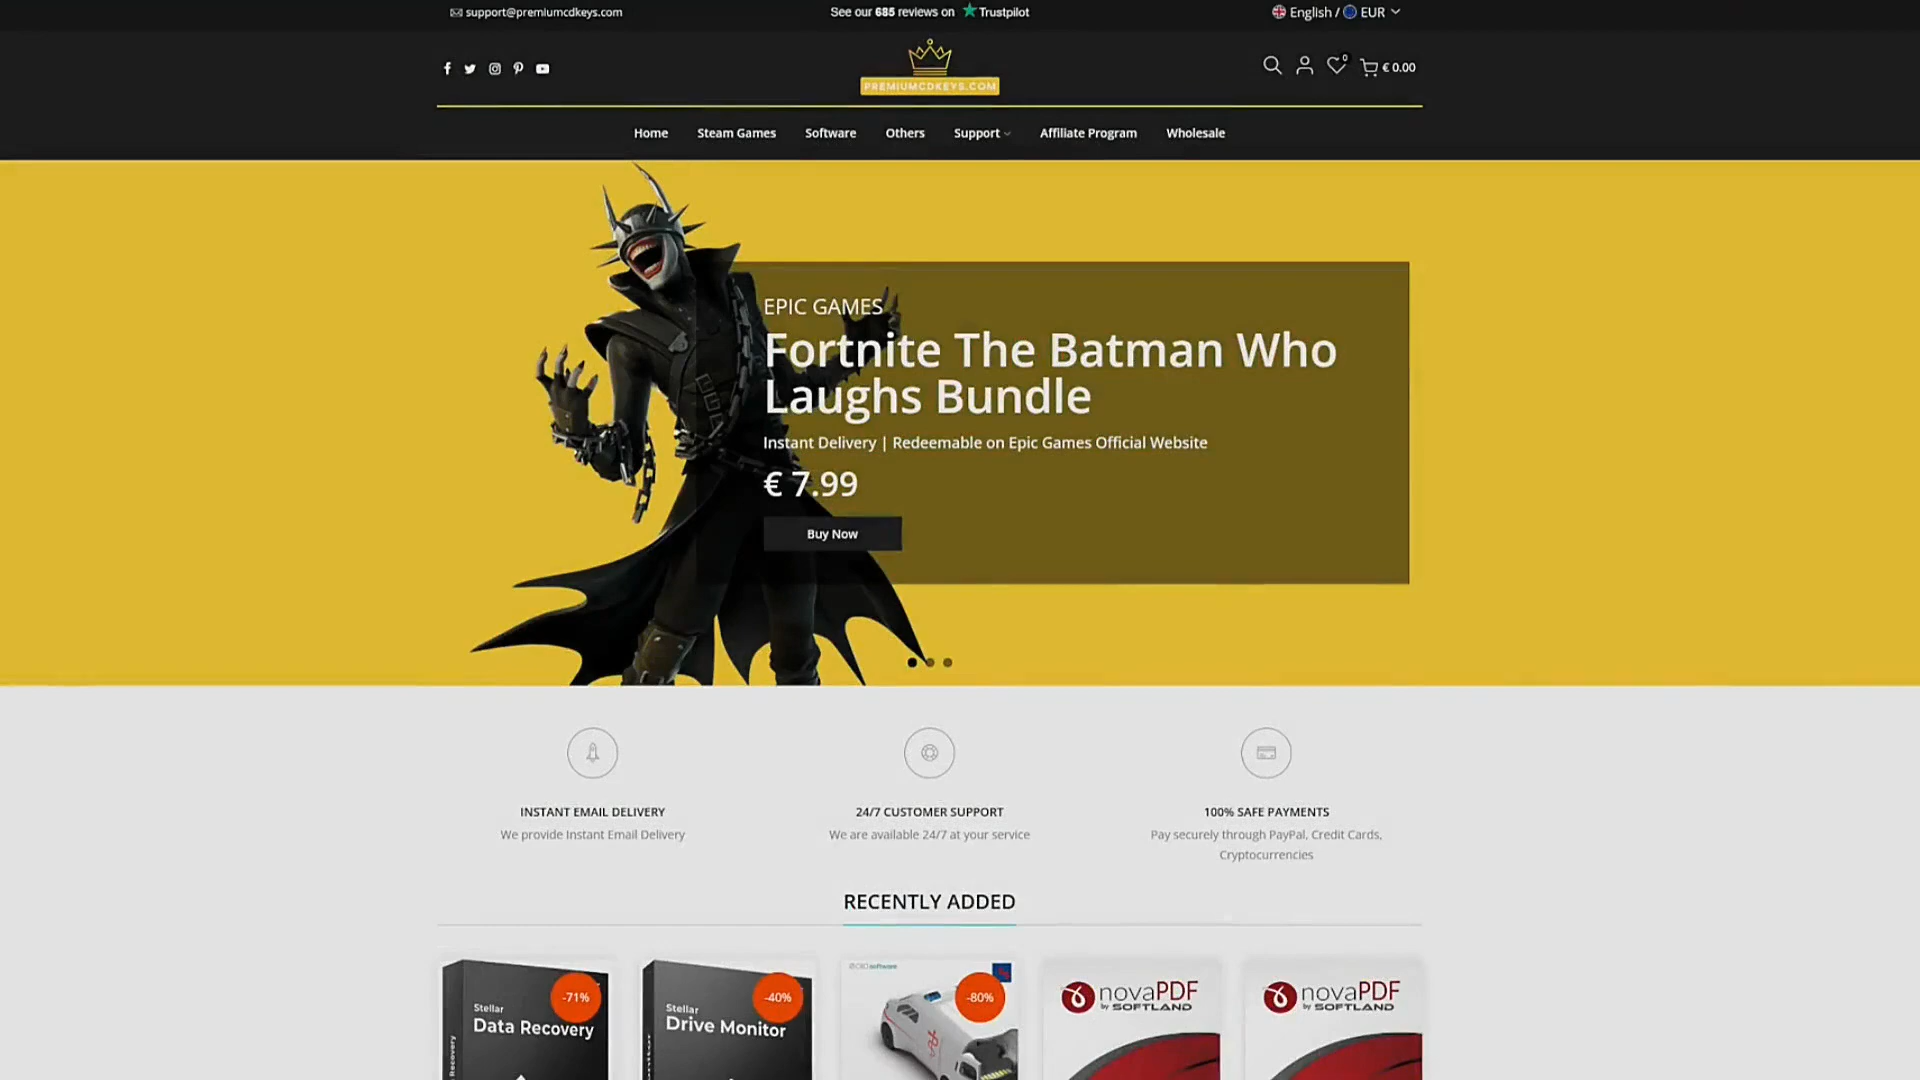 support@premiumcdkeys.com
See our 685 reviews on Trustpilot
English / EUR
PREMIUMCDKEYS.COM
0
€ 0.00
Home Steam Games Software Others Support Affiliate Program Wholesale
EPIC GAMES
Fortnite The Batman Who
Laughs Bundle
Instant Delivery | Redeemable on Epic Games Official Website
€ 7.99
Buy Now
INSTANT EMAIL DELIVERY
We provide Instant Email Delivery
24/7 CUSTOMER SUPPORT
We are available 24/7 at your service
100% SAFE PAYMENTS
Pay securely through PayPal, Credit Cards,
Cryptocurrencies
RECENTLY ADDED
-71%
Stellar
Data Recovery
-40%
Stellar
Drive Monitor
-80%
novaPDF
by SOFTLAND
novaPDF
by SOFTLAND